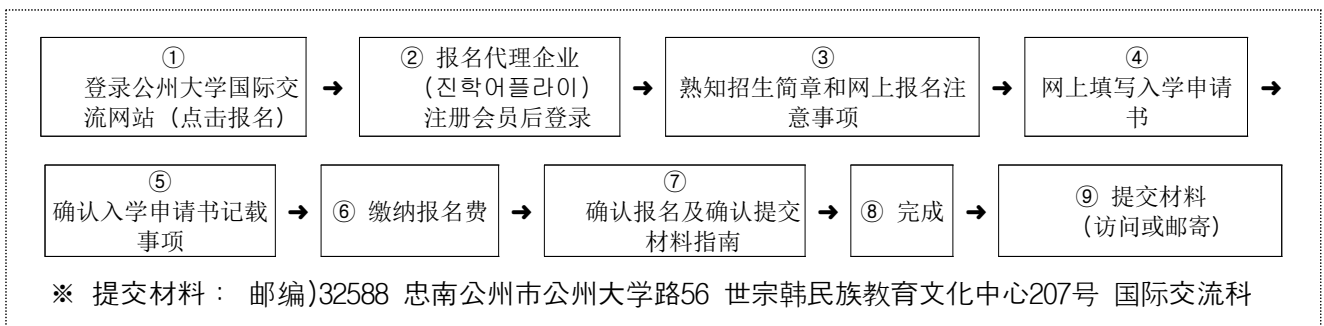 ①
登录公州大学国际交
流网站 (点击报名)
➜
② 报名代理企业
(진학어플라이)
注册会员后登录
➜
③
熟知招生简章和网上报名注
意事项
➜
④
网上填写入学申请
书
➜
⑤
确认入学申请书记载
事项
➜
⑥ 缴纳报名费
➜
⑦
确认报名及确认提交
材料指南
➜
⑧ 完成
➜
⑨ 提交材料
(访问或邮寄)
※ 提交材料： 邮编)32588 忠南公州市公州大学路56 世宗韩民族教育文化中心207号 国际交流科